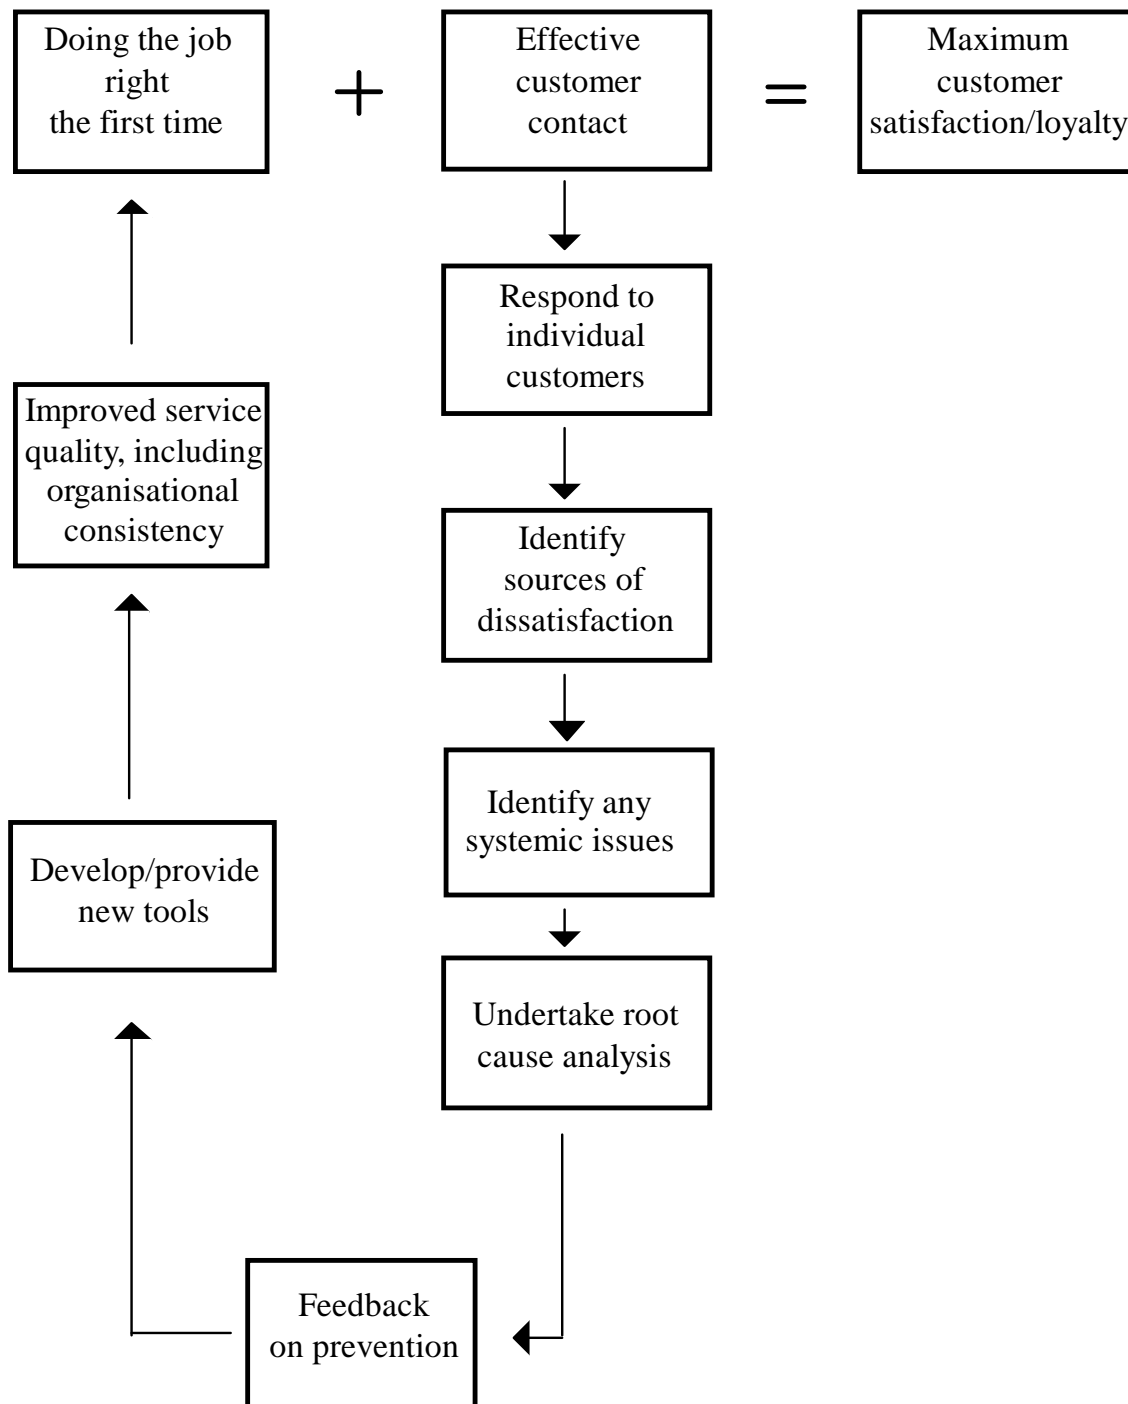 Doing the job
right
the first time
+
Effective
customer
contact
=
Maximum
customer
satisfaction/loyalty
Respond to
individual
customers
Improved service
quality, including
organisational
consistency
Identify
sources of
dissatisfaction
Identify any
systemic issues
Develop/provide
new tools
Undertake root
cause analysis
Feedback
on prevention